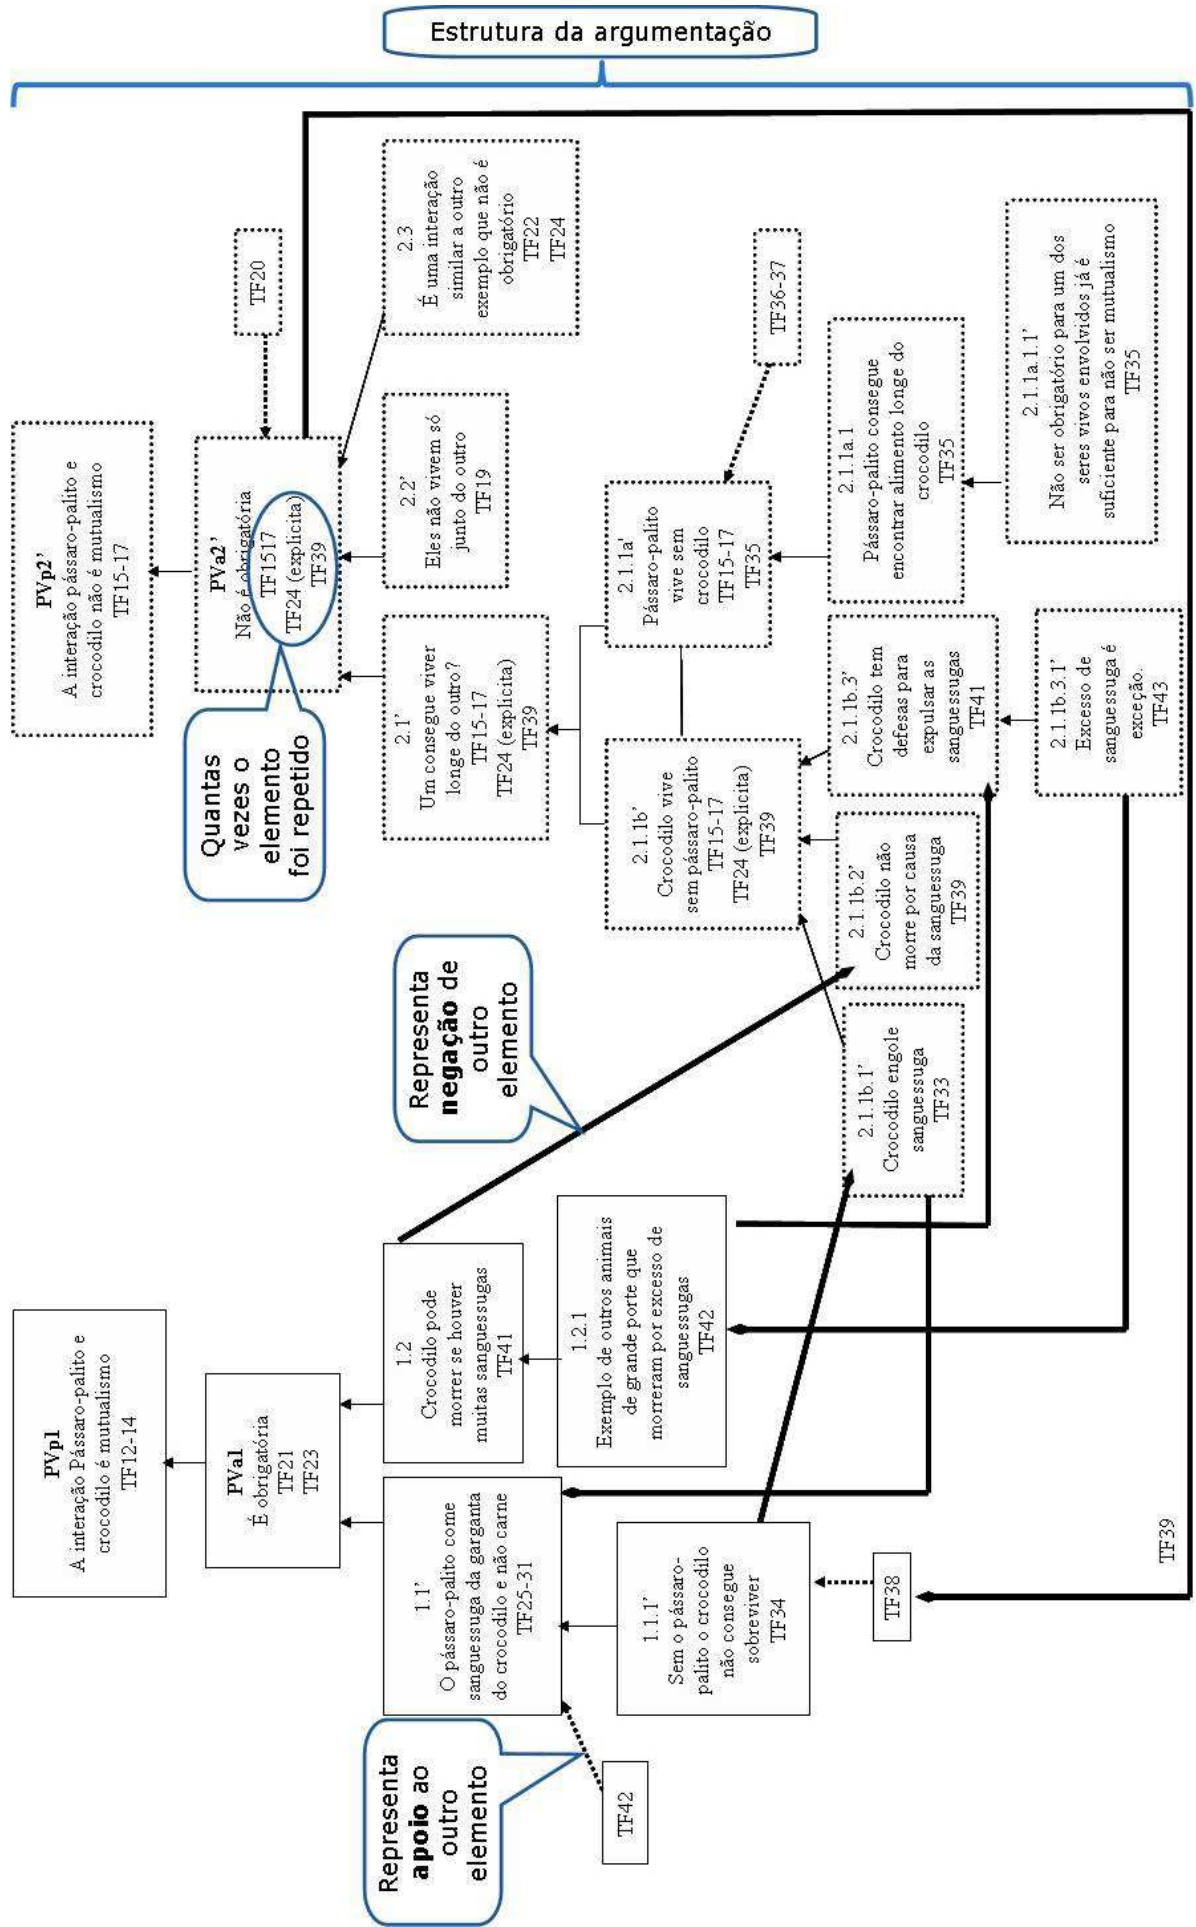 Estrutura da argumentação
PVp1
A interação Pássaro-palito e
crocodilo é mutualismo
TF12-14
PVa1
É obrigatória
TF21
TF23
1.1'
O pássaro-palito come
sanguessuga da garganta
do crocodilo e não carne
TF25-31
1.2
Crocodilo pode
morrer se houver
muitas sanguessugas
TF41
1.1.1'
Sem o pássaro-
palito o crocodilo
não consegue
sobreviver
TF34
1.2.1
Exemplo de outros animais
de grande porte que
morreram por excesso de
sanguessugas
TF42
TF42
TF38
TF39
Representa
apoio ao
outro
elemento
Representa
negação de
outro
elemento
Quantas
vezes o
elemento
foi repetido
PVp2'
A interação pássaro-palito e
crocodilo não é mutualismo
TF15-17
PVa2'
Não é obrigatória
TF1517
TF24 (explicita)
TF39
TF20
2.1'
Um consegue viver
longe do outro?
TF15-17
TF24 (explicita)
TF39
2.2'
Eles não vivem só
junto do outro
TF19
2.3
É uma interação
similar a outro
exemplo que não é
obrigatório
TF22
TF24
2.1.1b'
Crocodilo vive
sem pássaro-palito
TF15-17
TF24 (explicita)
TF39
2.1.1a'
Pássaro-palito
vive sem
crocodilo
TF15-17
TF35
TF36-37
2.1.1b.1'
Crocodilo engole
sanguessuga
TF33
2.1.1b.2'
Crocodilo não
morre por causa
da sanguessuga
TF39
2.1.1b.3'
Crocodilo tem
defesas para
expulsar as
sanguessugas
TF41
2.1.1a.1
Pássaro-palito consegue
encontrar alimento longe do
crocodilo
TF35
2.1.1b.3.1'
Excesso de
sanguessuga é
exceção.
TF43
2.1.1a.1.1'
Não ser obrigatório para um dos
seres vivos envolvidos já é
suficiente para não ser mutualismo
TF35